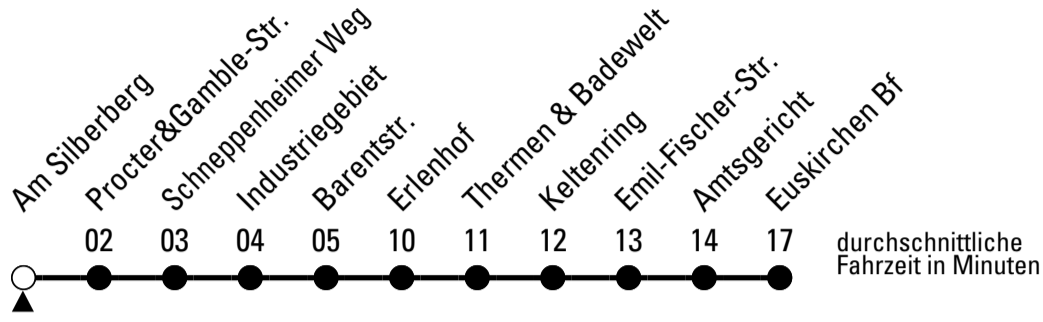 Am Silberberg
Procter&Gamble-Str.
Schneppenheimer Weg
Industriegebiet
Barentstr.
Erlenhof
Thermen & Badewelt
Keltenring
Emil-Fischer-Str.
Amtsgericht
Euskirchen Bf
02 03 04 05 10 11 12 13 14 17
durchschnittliche
Fahrzeit in Minuten